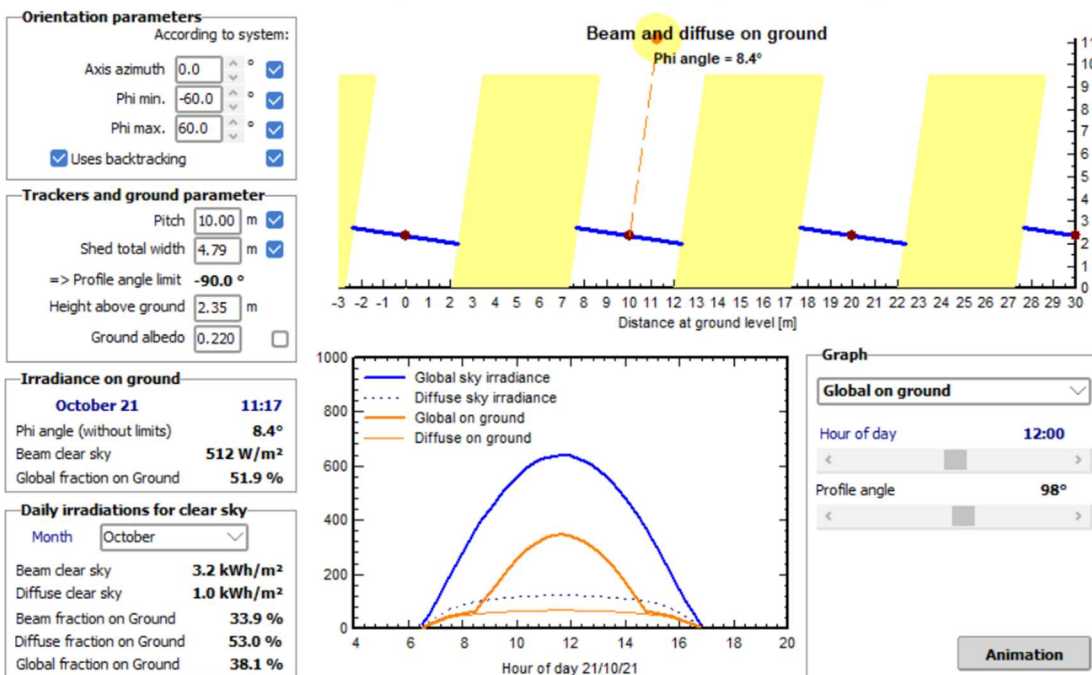 Orientation parameters
According to system:
Axis azimuth 0.0 °
Phi min. -60.0 °
Phi max. 60.0 °
Uses backtracking
Trackers and ground parameter
Pitch 10.00 m
Shed total width 4.79 m
=> Profile angle limit -90.0 °
Height above ground 2.35 m
Ground albedo 0.220
Irradiance on ground
October 21 11:17
Phi angle (without limits) 8.4°
Beam clear sky 512 W/m²
Global fraction on Ground 51.9 %
Daily irradiations for clear sky
Month October
Beam clear sky 3.2 kWh/m²
Diffuse clear sky 1.0 kWh/m²
Beam fraction on Ground 33.9 %
Diffuse fraction on Ground 53.0 %
Global fraction on Ground 38.1 %
Beam and diffuse on ground
Phi angle = 8.4°
11
10
9
8
7
6
5
4
3
2
1
0
-3 -2 -1 0 1 2 3 4 5 6 7 8 9 10 11 12 13 14 15 16 17 18 19 20 21 22 23 24 25 26 27 28 29 30
Distance at ground level [m]
1000
800
600
400
200
0
Global sky irradiance
Diffuse sky irradiance
Global on ground
Diffuse on ground
4 6 8 10 12 14 16 18 20
Hour of day 21/10/21
Graph
Global on ground
Hour of day 12:00
Profile angle 98°
Animation